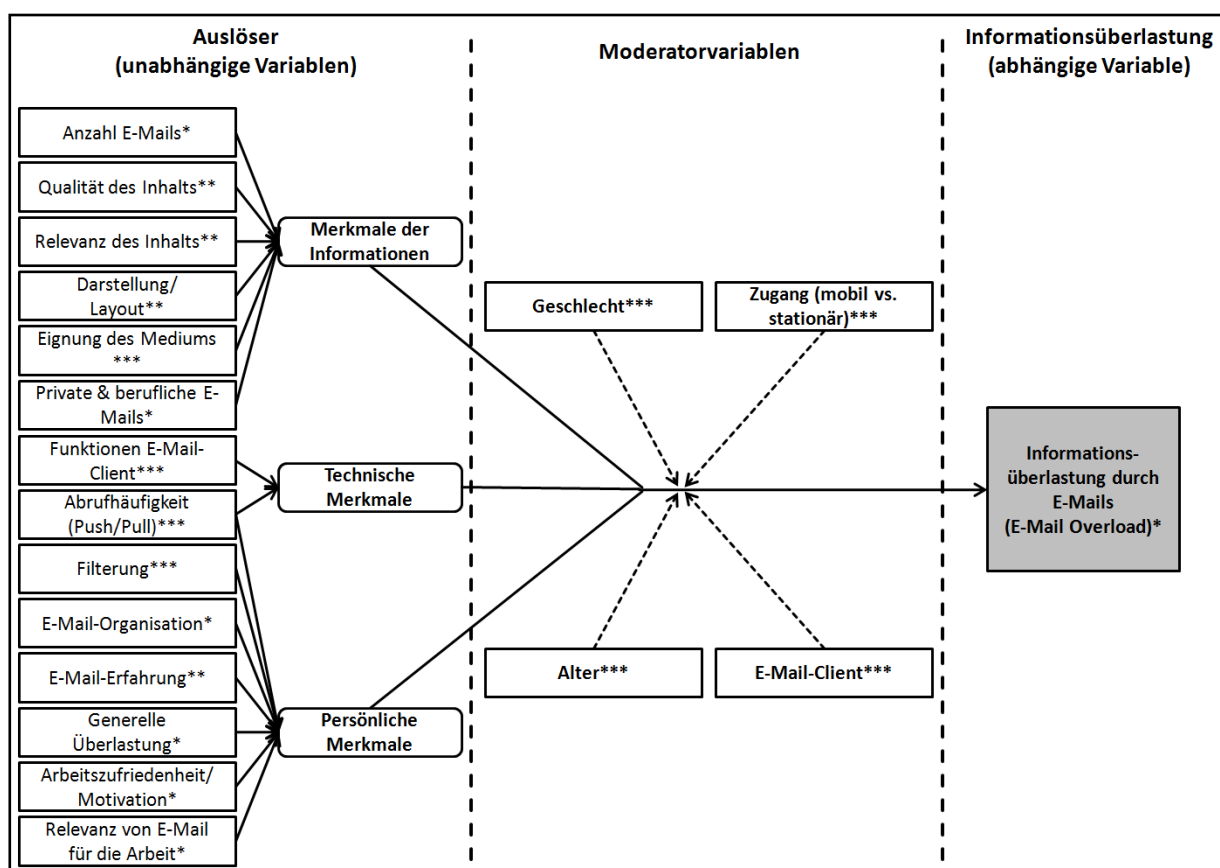 Auslöser
(unabhängige Variablen)
Moderatorvariablen
Informationsüberlastung
(abhängige Variable)
Anzahl E-Mails*
Qualität des Inhalts**
Relevanz des Inhalts**
Darstellung/
Layout**
Eignung des Mediums
***
Private & berufliche E-
Mails*
Funktionen E-Mail-
Client***
Abrufhäufigkeit
(Push/Pull)***
Filterung***
E-Mail-Organisation*
E-Mail-Erfahrung**
Generelle
Überlastung*
Arbeitszufriedenheit/
Motivation*
Relevanz von E-Mail
für die Arbeit*
Merkmale der
Informationen
Technische
Merkmale
Persönliche
Merkmale
Geschlecht***
Zugang (mobil vs.
stationär)***
Alter***
E-Mail-Client***
Informations-
überlastung durch
E-Mails
(E-Mail Overload)*